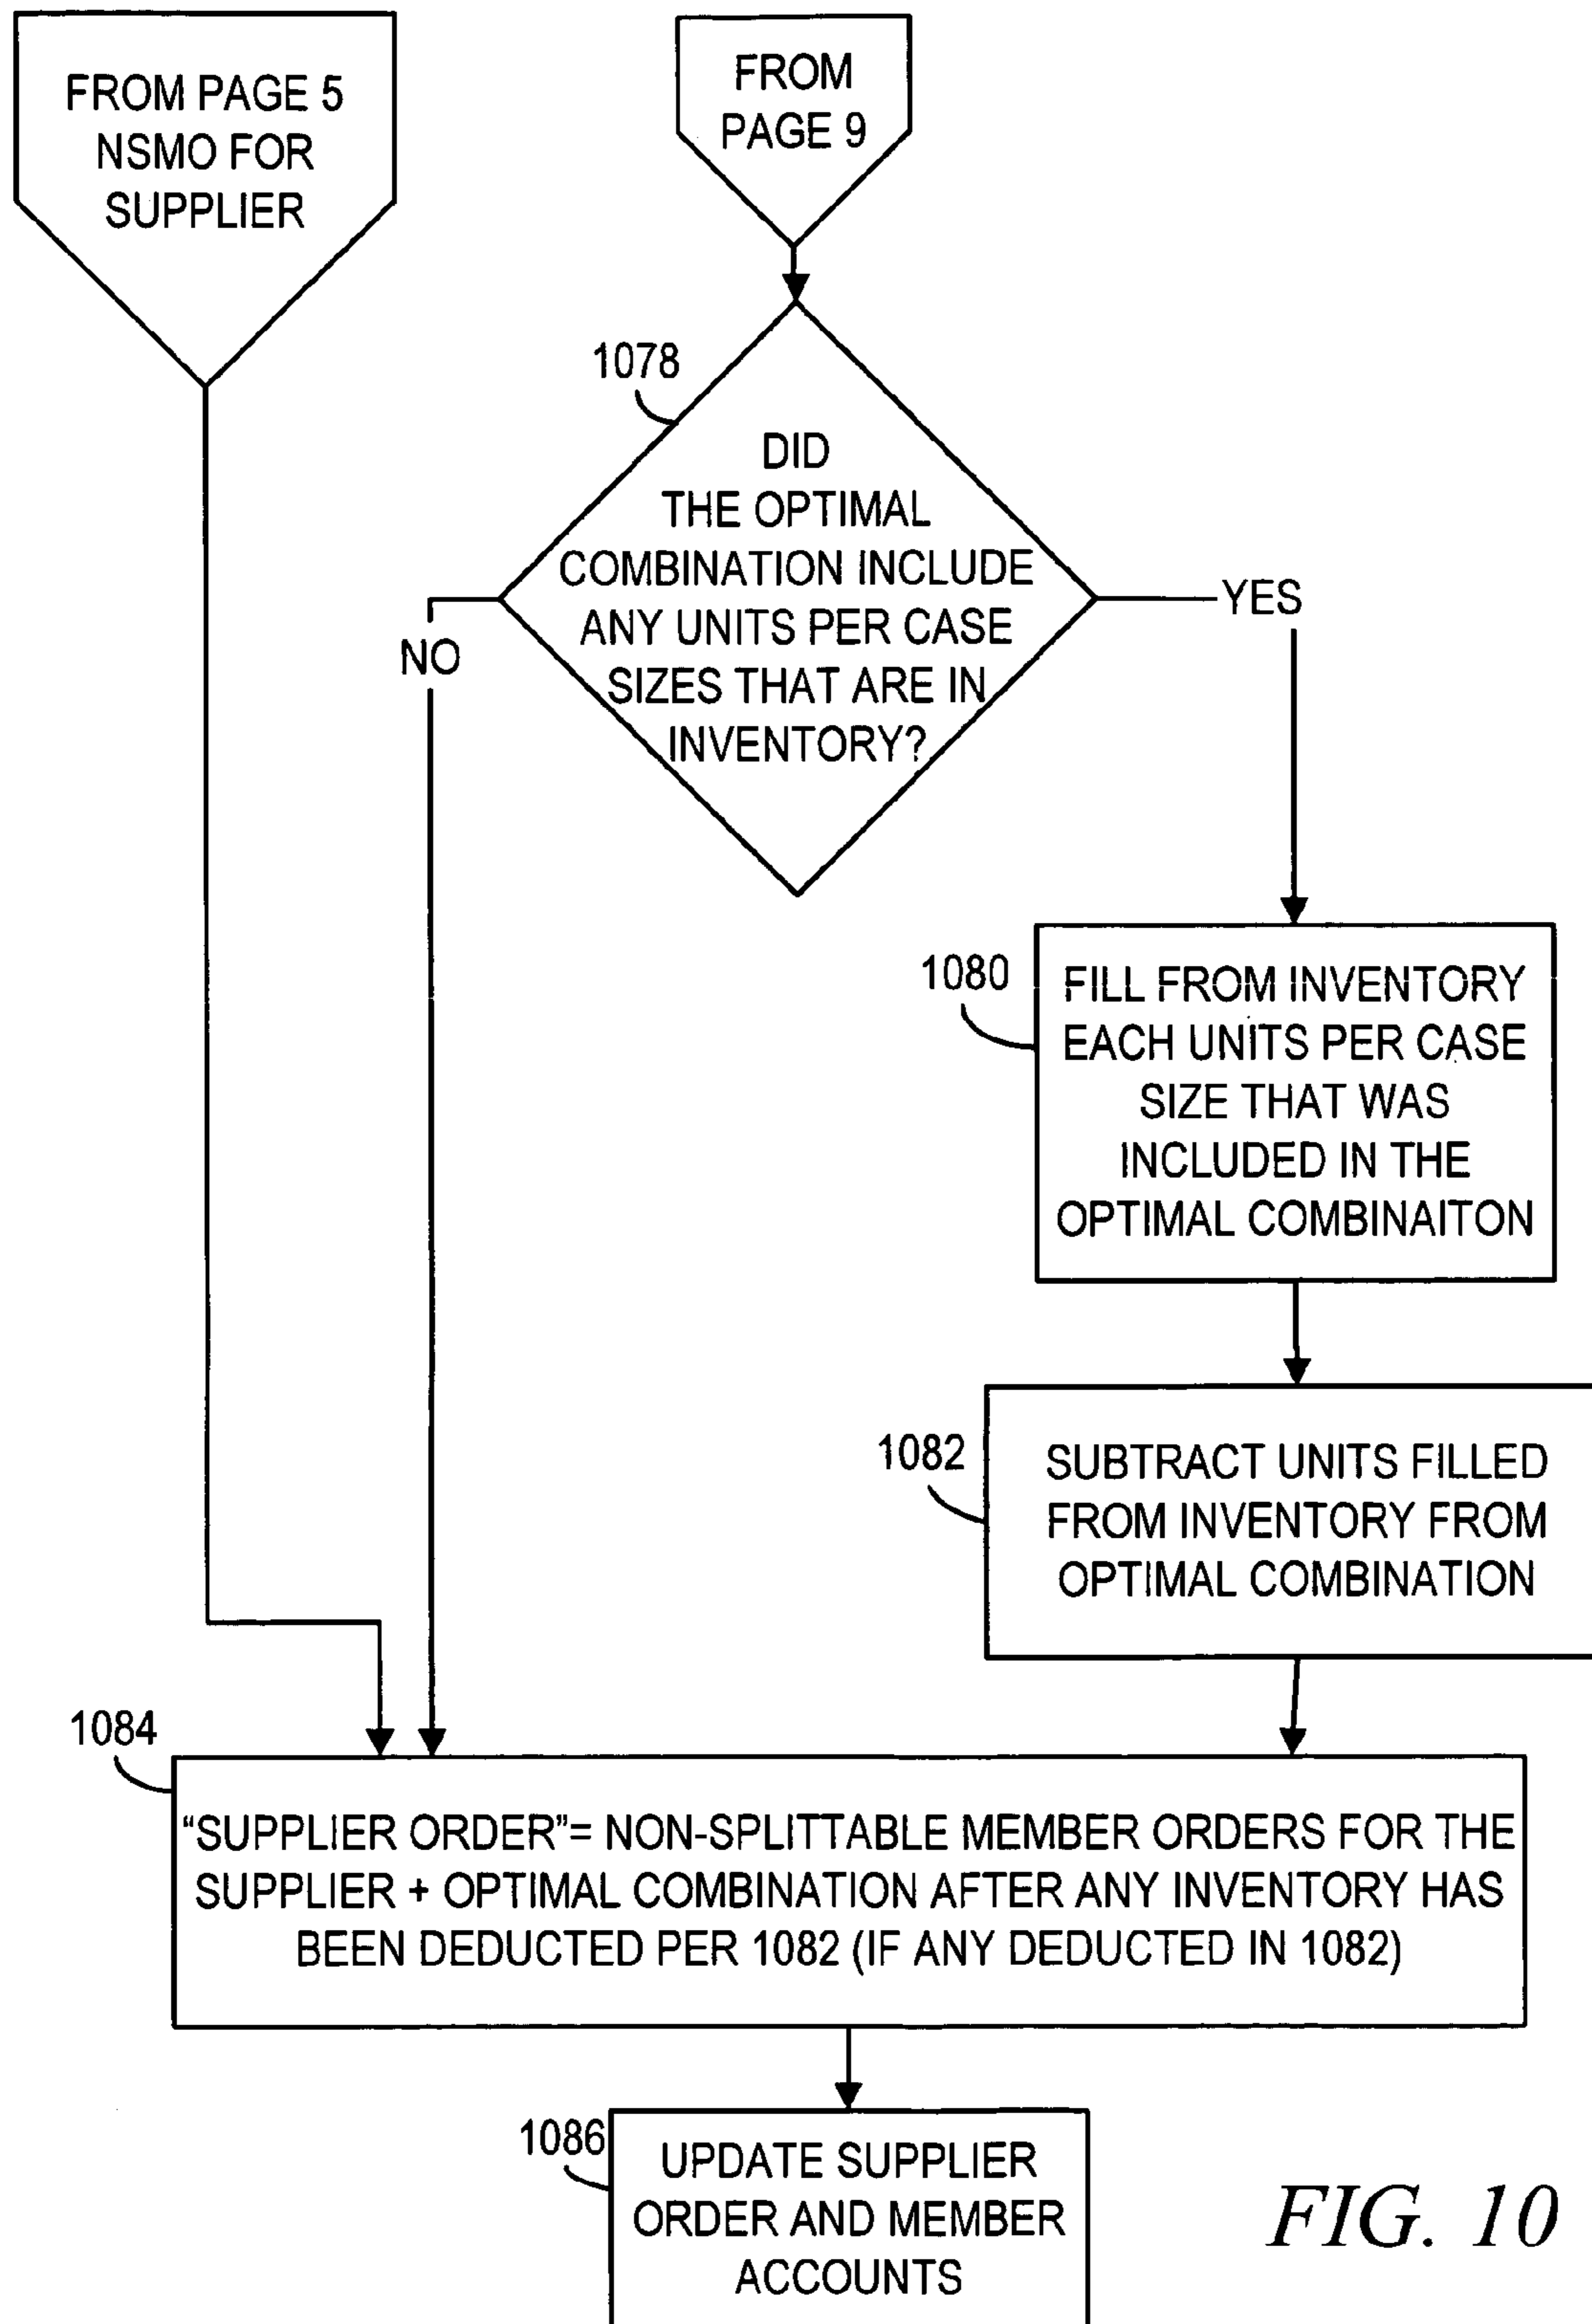 FROM PAGE 5
NSMO FOR
SUPPLIER
FROM
PAGE 9
1078
DID
THE OPTIMAL
COMBINATION INCLUDE
ANY UNITS PER CASE
SIZES THAT ARE IN
INVENTORY?
YES
NO
1080
FILL FROM INVENTORY
EACH UNITS PER CASE
SIZE THAT WAS
INCLUDED IN THE
OPTIMAL COMBINAITON
1082
SUBTRACT UNITS FILLED
FROM INVENTORY FROM
OPTIMAL COMBINATION
1084
“SUPPLIER ORDER”= NON-SPLITTABLE MEMBER ORDERS FOR THE
SUPPLIER + OPTIMAL COMBINATION AFTER ANY INVENTORY HAS
BEEN DEDUCTED PER 1082 (IF ANY DEDUCTED IN 1082)
1086
UPDATE SUPPLIER
ORDER AND MEMBER
ACCOUNTS
FIG. 10